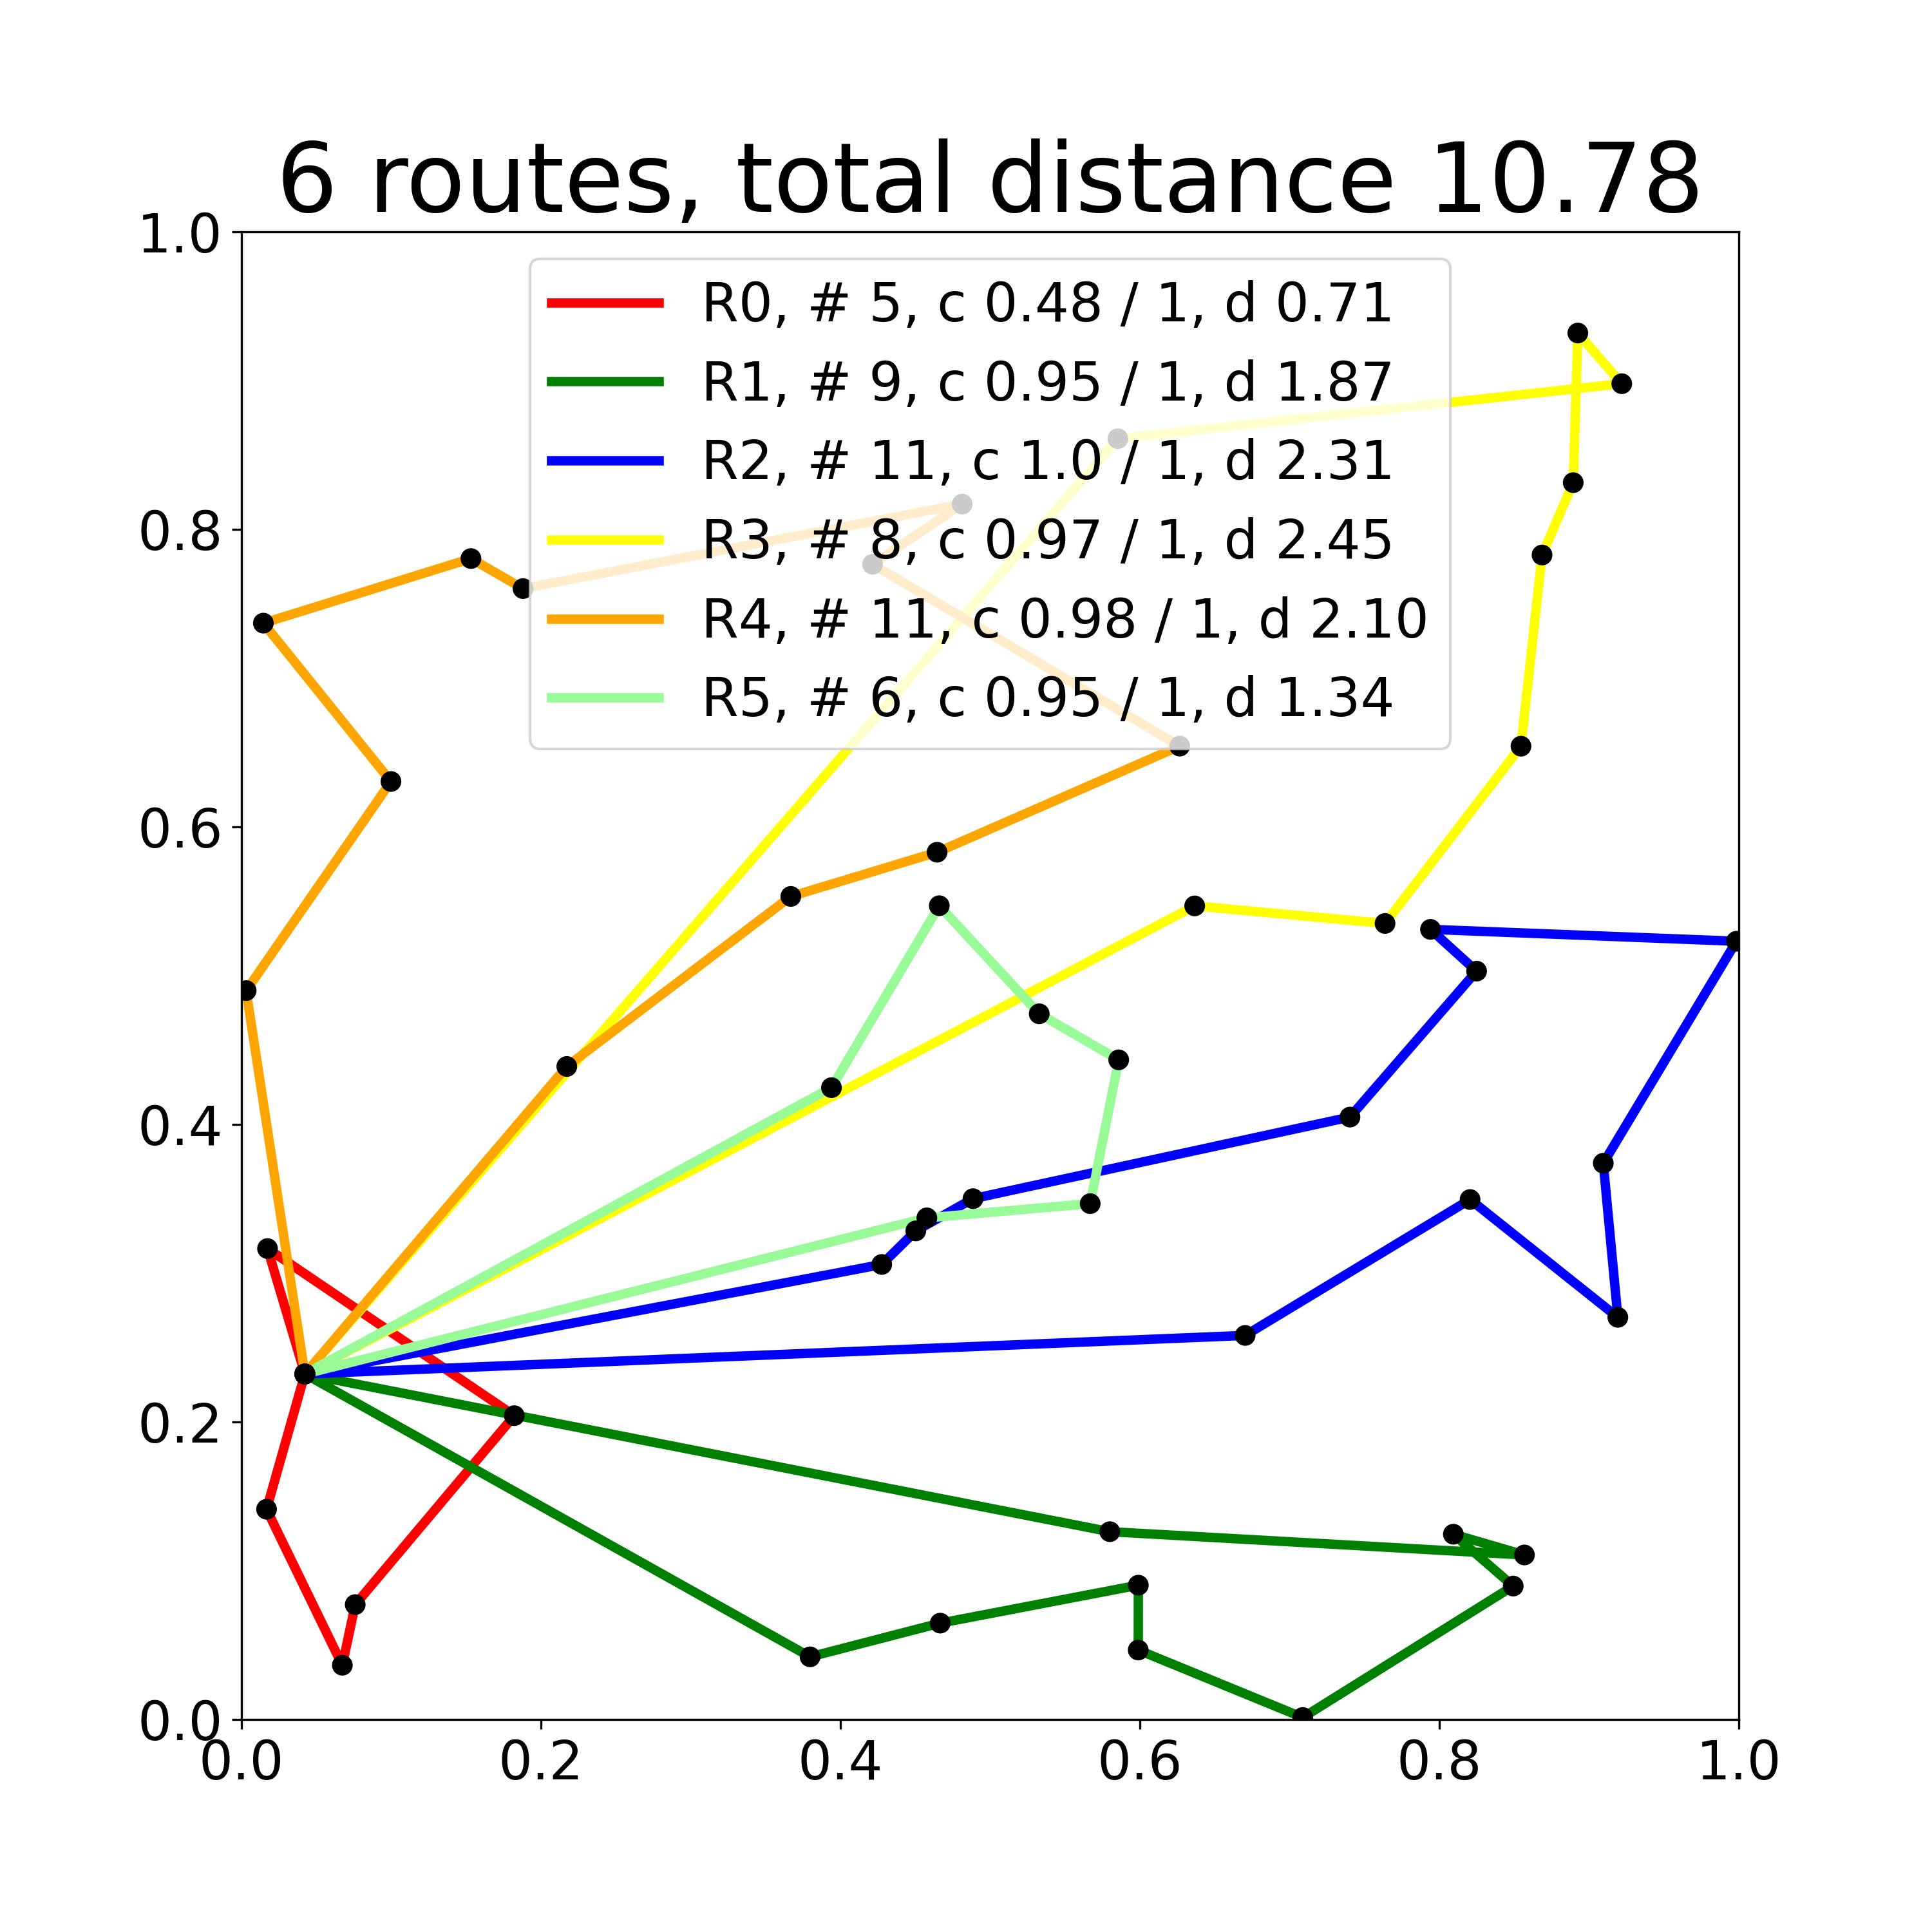 6 routes, total distance 10.78
R0, # 5, c 0.48 / 1, d 0.71
R1, # 9, c 0.95 / 1, d 1.87
R2, # 11, c 1.0 / 1, d 2.31
R3, # 8, c 0.97 / 1, d 2.45
R4, # 11, c 0.98 / 1, d 2.10
R5, # 6, c 0.95 / 1, d 1.34
1.0
0.8
0.6
0.4
0.2
0.0
0.0 0.2 0.4 0.6 0.8 1.0